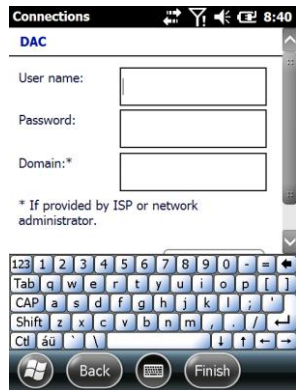 Connections 8:40
DAC
User name:
Password:
Domain:*
* If provided by ISP or network
administrator.
123 1 2 3 4 5 6 7 8 9 0 - =
Tab q w e r t y u i o p [ ]
CAP a s d f g h j k l ; '
Shift z x c v b n m , . /
Ctl áü ` \
Back Finish